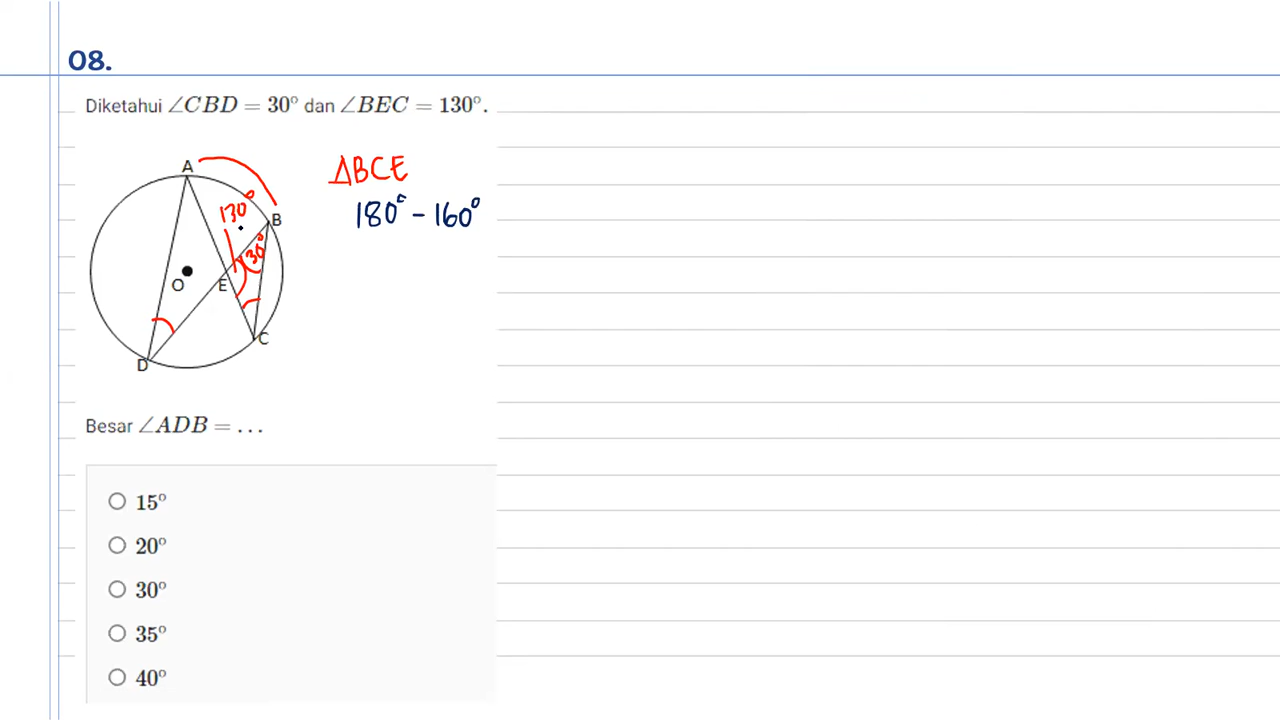 08.
Diketahui ∠CBD = 30° dan ∠BEC = 130°.
A
130°
B
30°
O
E
C
D
ΔBCE
180° - 160°
Besar ∠ADB = ...
15°
20°
30°
35°
40°